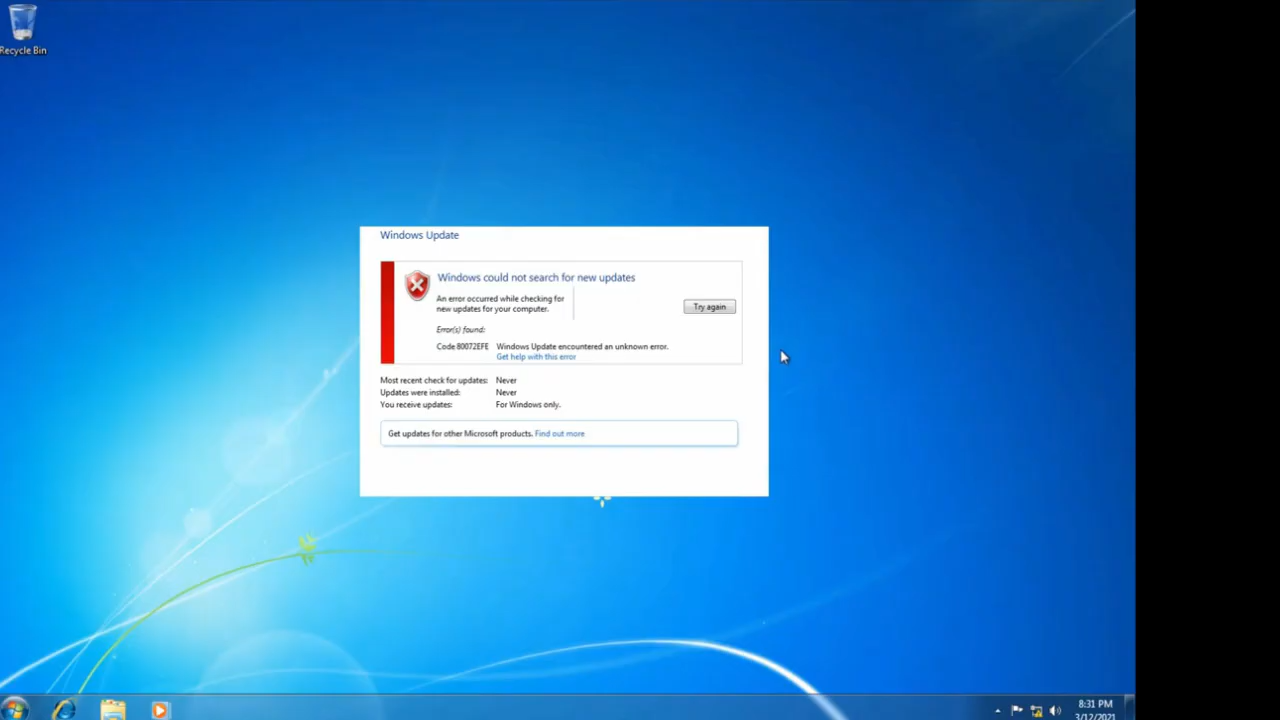 Recycle Bin
Windows Update
Windows could not search for new updates
An error occurred while checking for
new updates for your computer.
Try again
Error(s) found:
Code 80072EFE Windows Update encountered an unknown error.
Get help with this error
Most recent check for updates: Never
Updates were installed: Never
You receive updates: For Windows only.
Get updates for other Microsoft products. Find out more
8:31 PM
3/12/2021